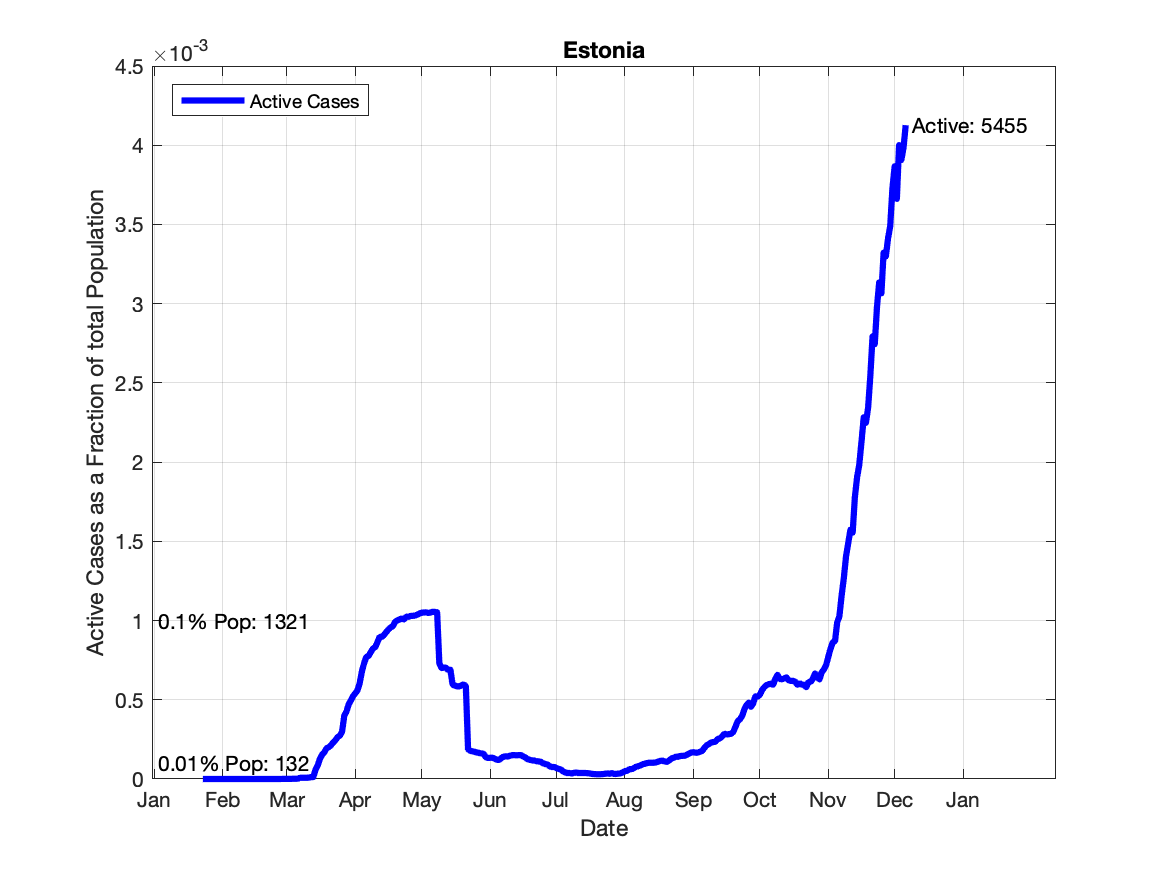 Estonia
×10-3
4.5
4
3.5
3
2.5
2
1.5
1
0.5
0
Active Cases as a Fraction of total Population
Active Cases
Active: 5455
0.1% Pop: 1321
0.01% Pop: 132
Jan Feb Mar Apr May Jun Jul Aug Sep Oct Nov Dec Jan
Date